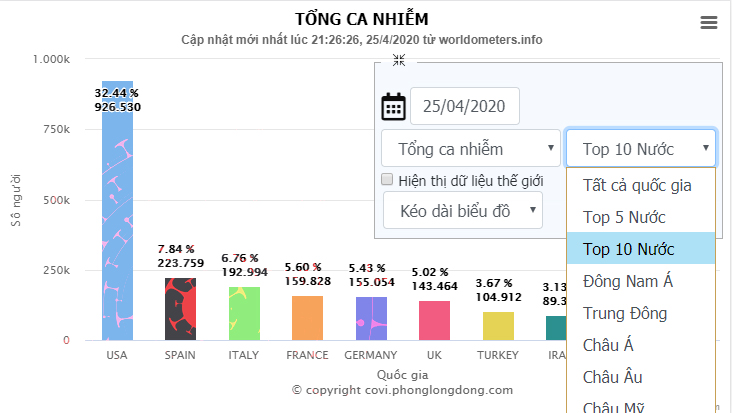 TỔNG CA NHIỄM
Cập nhật mới nhất lúc 21:26:26, 25/4/2020 từ worldometers.info
1.000k
750k
500k
250k
0
Số người
32.44 %
926.530
7.84 %
223.759
6.76 %
192.994
5.60 %
159.828
5.43 %
155.054
5.02 %
143.464
3.67 %
104.912
3.13
89.3
USA
SPAIN
ITALY
FRANCE
GERMANY
UK
TURKEY
IRA
Quốc gia
© copyright covi.phonglongdong.com
25/04/2020
Tổng ca nhiễm
Top 10 Nước
Hiện thị dữ liệu thế giới
Kéo dài biểu đồ
Tất cả quốc gia
Top 5 Nước
Top 10 Nước
Đông Nam Á
Trung Đông
Châu Á
Châu Âu
Châu Mỹ